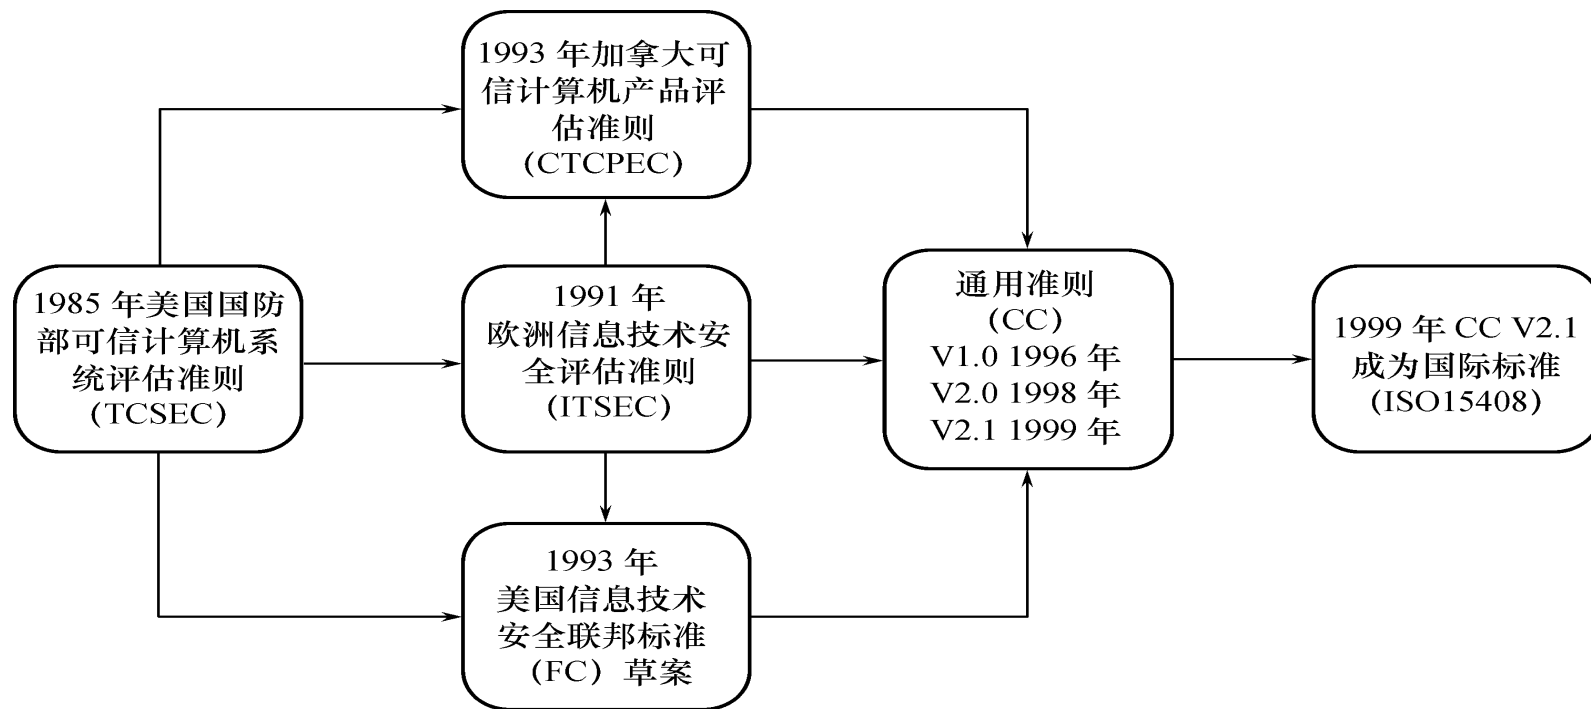 1993 年加拿大可
信计算机产品评
估准则
(CTCPEC)
1985 年美国国防
部可信计算机系
统评估准则
(TCSEC)
1991 年
欧洲信息技术安
全评估准则
(ITSEC)
通用准则
(CC)
V1.0 1996 年
V2.0 1998 年
V2.1 1999 年
1999 年 CC V2.1
成为国际标准
(ISO15408)
1993 年
美国信息技术
安全联邦标准
(FC) 草案